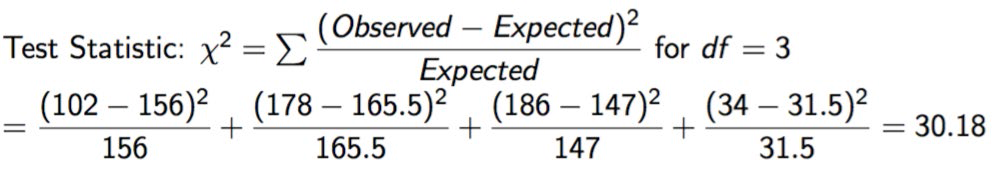 Test Statistic: χ² = ∑ (Observed − Expected)² / Expected for df = 3
= (102 − 156)² / 156 + (178 − 165.5)² / 165.5 + (186 − 147)² / 147 + (34 − 31.5)² / 31.5 = 30.18